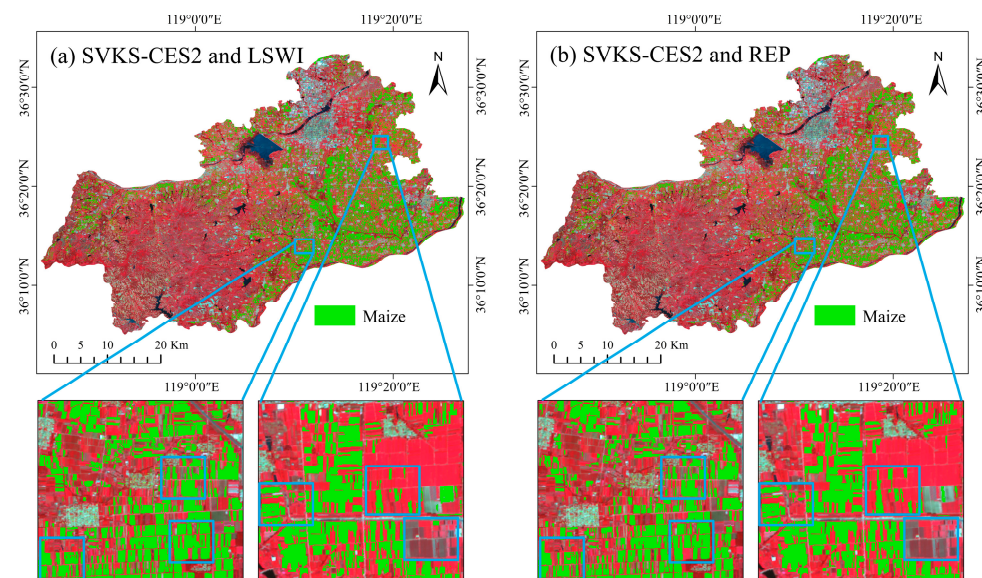 119°0′0″E 119°20′0″E 119°0′0″E 119°20′0″E
(a) SVKS-CES2 and LSWI
N
(b) SVKS-CES2 and REP
N
36°30′0″N
36°20′0″N
36°10′0″N
36°30′0″N
36°20′0″N
36°10′0″N
36°30′0″N
36°20′0″N
36°10′0″N
Maize
Maize
0 5 10 20 Km
0 5 10 20 Km
119°0′0″E 119°20′0″E 119°0′0″E 119°20′0″E